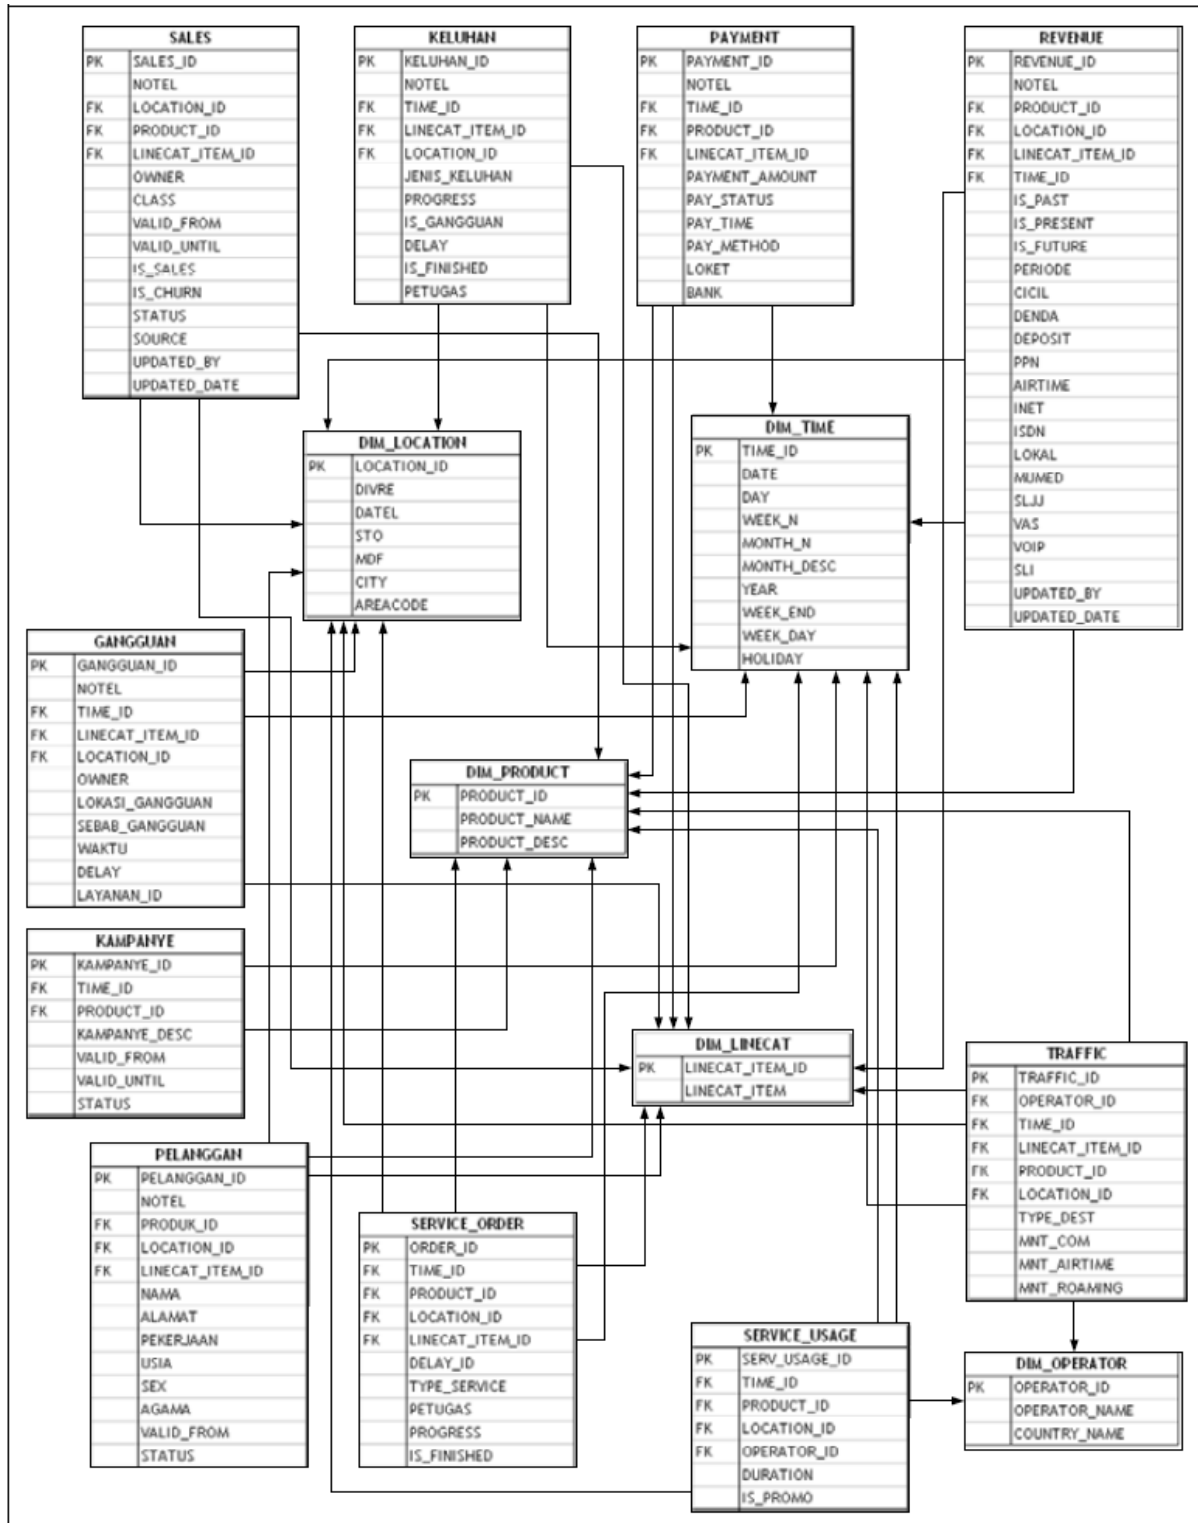 SALES
PK SALES_ID
NOTEL
FK LOCATION_ID
FK PRODUCT_ID
FK LINECAT_ITEM_ID
OWNER
CLASS
VALID_FROM
VALID_UNTIL
IS_SALES
IS_CHURN
STATUS
SOURCE
UPDATED_BY
UPDATED_DATE
KELUHAN
PK KELUHAN_ID
NOTEL
FK TIME_ID
FK LINECAT_ITEM_ID
FK LOCATION_ID
JENIS_KELUHAN
PROGRESS
IS_GANGGUAN
DELAY
IS_FINISHED
PETUGAS
PAYMENT
PK PAYMENT_ID
NOTEL
FK TIME_ID
FK PRODUCT_ID
FK LINECAT_ITEM_ID
PAYMENT_AMOUNT
PAY_STATUS
PAY_TIME
PAY_METHOD
LOKET
BANK
REVENUE
PK REVENUE_ID
NOTEL
FK PRODUCT_ID
FK LOCATION_ID
FK LINECAT_ITEM_ID
FK TIME_ID
IS_PAST
IS_PRESENT
IS_FUTURE
PERIODE
CICIL
DENDA
DEPOSIT
PPN
AIRTIME
INET
ISDN
LOKAL
MUMED
SLJJ
VAS
VOIP
SLI
UPDATED_BY
UPDATED_DATE
DIM_LOCATION
PK LOCATION_ID
DIVRE
DATEL
STO
MDF
CITY
AREACODE
DIM_TIME
PK TIME_ID
DATE
DAY
WEEK_N
MONTH_N
MONTH_DESC
YEAR
WEEK_END
WEEK_DAY
HOLIDAY
GANGGUAN
PK GANGGUAN_ID
NOTEL
FK TIME_ID
FK LINECAT_ITEM_ID
FK LOCATION_ID
OWNER
LOKASI_GANGGUAN
SEBAB_GANGGUAN
WAKTU
DELAY
LAYANAN_ID
DIM_PRODUCT
PK PRODUCT_ID
PRODUCT_NAME
PRODUCT_DESC
KAMPANYE
PK KAMPANYE_ID
FK TIME_ID
FK PRODUCT_ID
KAMPANYE_DESC
VALID_FROM
VALID_UNTIL
STATUS
DIM_LINECAT
PK LINECAT_ITEM_ID
LINECAT_ITEM
TRAFFIC
PK TRAFFIC_ID
FK OPERATOR_ID
FK TIME_ID
FK LINECAT_ITEM_ID
FK PRODUCT_ID
FK LOCATION_ID
TYPE_DEST
MNT_COM
MNT_AIRTIME
MNT_ROAMING
PELANGGAN
PK PELANGGAN_ID
NOTEL
FK PRODUK_ID
FK LOCATION_ID
FK LINECAT_ITEM_ID
NAMA
ALAMAT
PEKERJAAN
USIA
SEX
AGAMA
VALID_FROM
STATUS
SERVICE_ORDER
PK ORDER_ID
FK TIME_ID
FK PRODUCT_ID
FK LOCATION_ID
FK LINECAT_ITEM_ID
DELAY_ID
TYPE_SERVICE
PETUGAS
PROGRESS
IS_FINISHED
SERVICE_USAGE
PK SERV_USAGE_ID
FK TIME_ID
FK PRODUCT_ID
FK LOCATION_ID
FK OPERATOR_ID
DURATION
IS_PROMO
DIM_OPERATOR
PK OPERATOR_ID
OPERATOR_NAME
COUNTRY_NAME